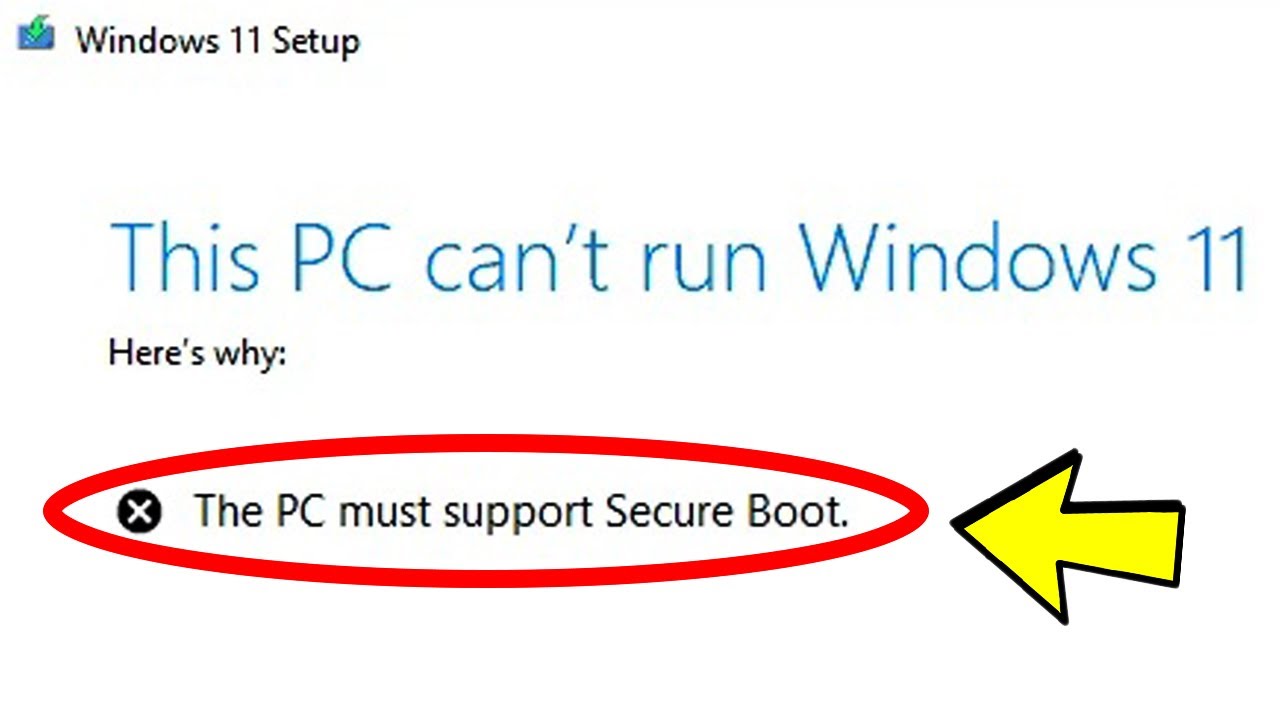 Windows 11 Setup
This PC can't run Windows 11
Here's why:
The PC must support Secure Boot.